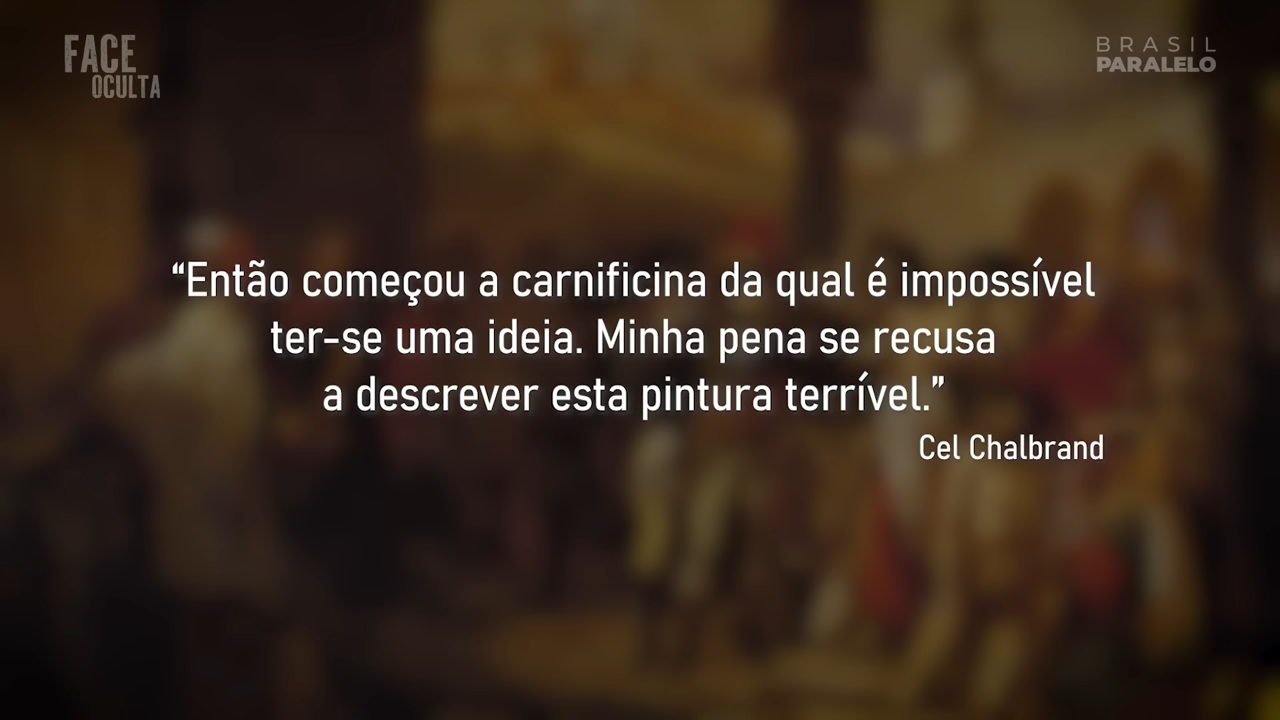 FACE
OCULTA
BRASIL
PARALELO
“Então começou a carnificina da qual é impossível
ter-se uma ideia. Minha pena se recusa
a descrever esta pintura terrível.”
Cel Chalbrand